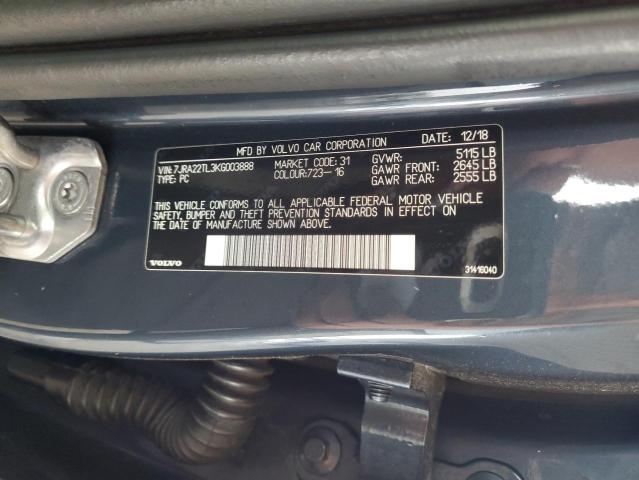 MFD BY VOLVO CAR CORPORATION DATE: 12/18
VIN:7JRA22TL3KG003888 MARKET CODE: 31 GVWR: 5115 LB
TYPE: PC COLOUR:723-16 GAWR FRONT: 2645 LB
GAWR REAR: 2555 LB
THIS VEHICLE CONFORMS TO ALL APPLICABLE FEDERAL MOTOR VEHICLE
SAFETY, BUMPER AND THEFT PREVENTION STANDARDS IN EFFECT ON
THE DATE OF MANUFACTURE SHOWN ABOVE.
VOLVO 31416040